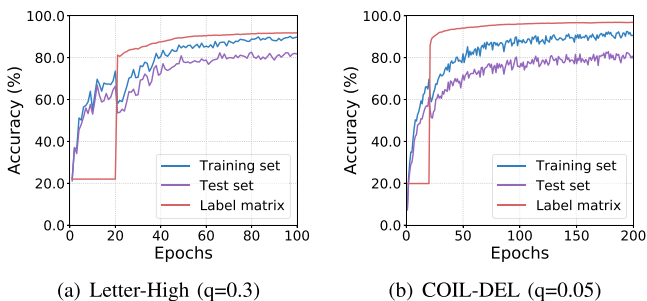 100.0
80.0
60.0
40.0
20.0
0.0
Accuracy (%)
0 20 40 60 80 100
Epochs
Training set
Test set
Label matrix
(a) Letter-High (q=0.3)
100.0
80.0
60.0
40.0
20.0
0.0
Accuracy (%)
0 50 100 150 200
Epochs
Training set
Test set
Label matrix
(b) COIL-DEL (q=0.05)